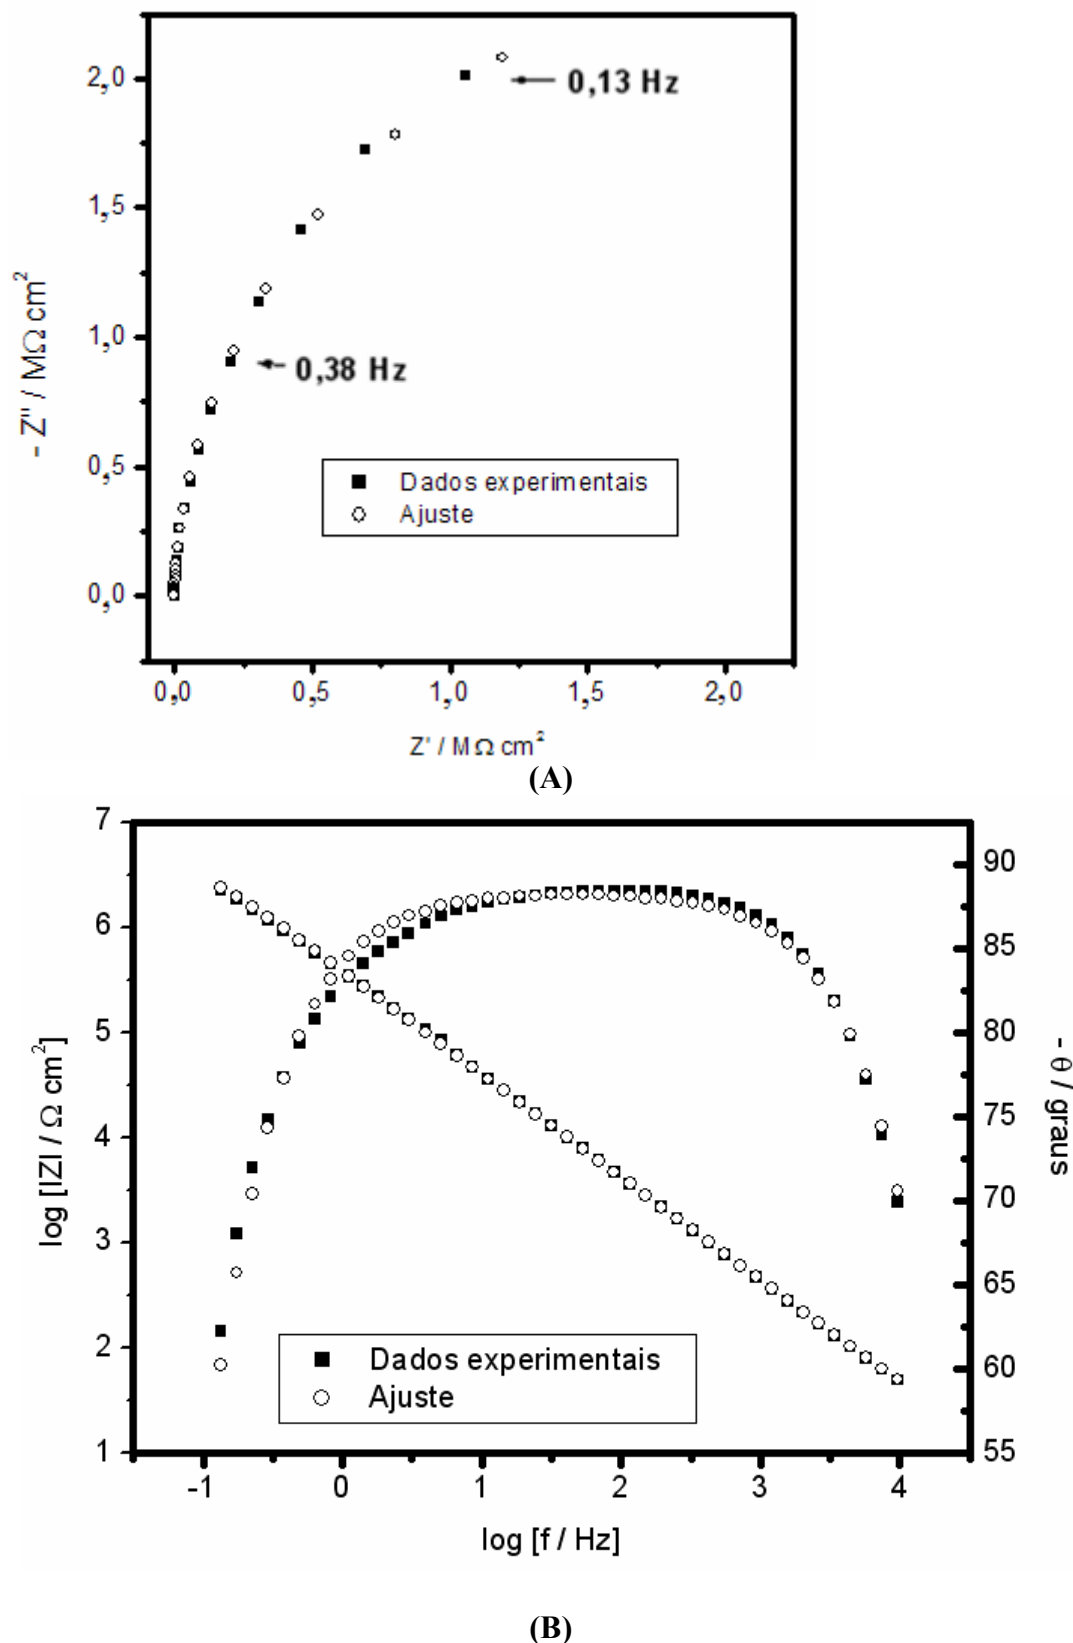 2,0
0,13 Hz
1,5
- Z'' / MΩ cm²
1,0
0,38 Hz
0,5
Dados experimentais
Ajuste
0,0
0,0 0,5 1,0 1,5 2,0
Z' / MΩ cm²
(A)
7
90
6
85
5
80
log [IZI / Ω cm²]
- θ / graus
4
75
3
70
65
2
Dados experimentais
60
Ajuste
1
55
-1 0 1 2 3 4
log [f / Hz]
(B)